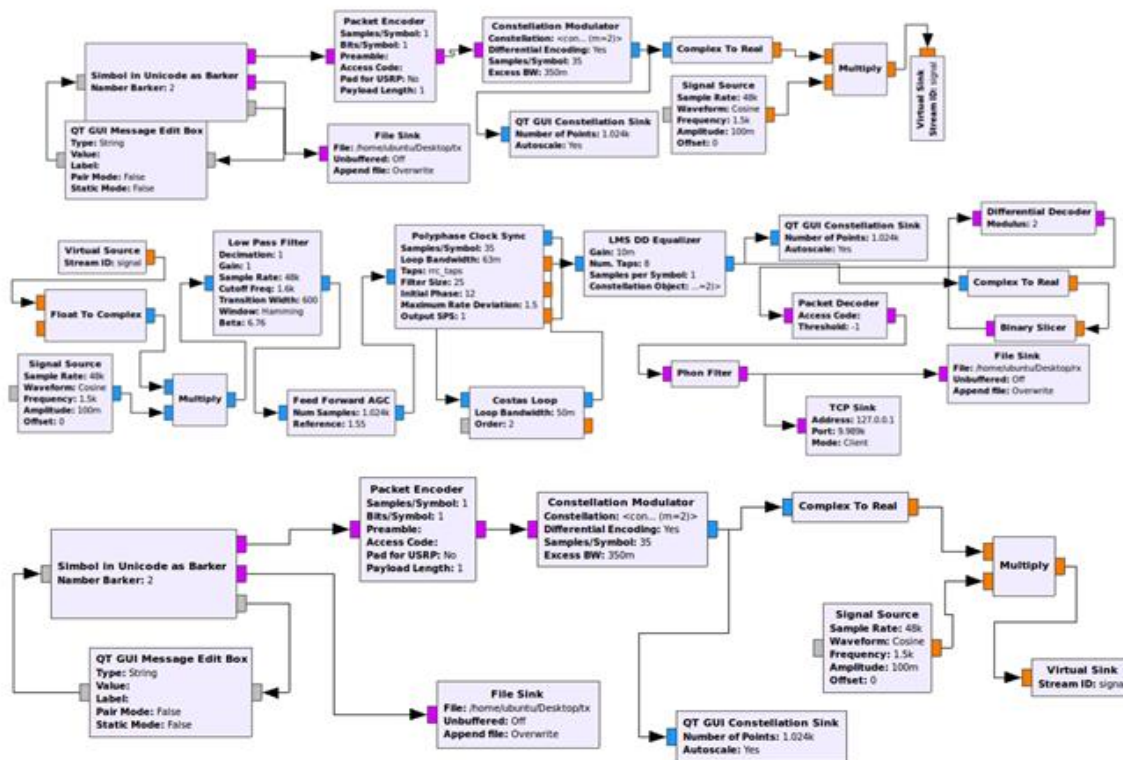 Packet Encoder
Samples/Symbol: 1
Bits/Symbol: 1
Preamble:
Access Code:
Pad for USRP: No
Payload Length: 1
Constellation Modulator
Constellation: <con... (m=2)>
Differential Encoding: Yes
Samples/Symbol: 35
Excess BW: 350m
Simbol in Unicode as Barker
Namber Barker: 2
Complex To Real
Multiply
Virtual Sink
Stream ID: signal
Signal Source
Sample Rate: 48k
Waveform: Cosine
Frequency: 1.5k
Amplitude: 100m
Offset: 0
QT GUI Message Edit Box
Type: String
Value:
Label:
Pair Mode: False
Static Mode: False
File Sink
File: /home/ubuntu/Desktop/tx
Unbuffered: Off
Append file: Overwrite
QT GUI Constellation Sink
Number of Points: 1.024k
Autoscale: Yes
Virtual Source
Stream ID: signal
Low Pass Filter
Decimation: 1
Gain: 1
Sample Rate: 48k
Cutoff Freq: 1.6k
Transition Width: 600
Window: Hamming
Beta: 6.76
Polyphase Clock Sync
Samples/Symbol: 35
Loop Bandwidth: 63m
Taps: rrc_taps
Filter Size: 25
Initial Phase: 12
Maximum Rate Deviation: 1.5
Output SPS: 1
LMS DD Equalizer
Gain: 10m
Num. Taps: 8
Samples per Symbol: 1
Constellation Object: ...=2)>
QT GUI Constellation Sink
Number of Points: 1.024k
Autoscale: Yes
Differential Decoder
Modulus: 2
Float To Complex
Complex To Real
Packet Decoder
Access Code:
Threshold: -1
Binary Slicer
Signal Source
Sample Rate: 48k
Waveform: Cosine
Frequency: 1.5k
Amplitude: 100m
Offset: 0
Multiply
Feed Forward AGC
Num Samples: 1.024k
Reference: 1.55
Costas Loop
Loop Bandwidth: 50m
Order: 2
Phon Flter
File Sink
File: /home/ubuntu/Desktop/rx
Unbuffered: Off
Append file: Overwrite
TCP Sink
Address: 127.0.0.1
Port: 9.989k
Mode: Client
Packet Encoder
Samples/Symbol: 1
Bits/Symbol: 1
Preamble:
Access Code:
Pad for USRP: No
Payload Length: 1
Constellation Modulator
Constellation: <con... (m=2)>
Differential Encoding: Yes
Samples/Symbol: 35
Excess BW: 350m
Complex To Real
Simbol in Unicode as Barker
Namber Barker: 2
Multiply
Signal Source
Sample Rate: 48k
Waveform: Cosine
Frequency: 1.5k
Amplitude: 100m
Offset: 0
QT GUI Message Edit Box
Type: String
Value:
Label:
Pair Mode: False
Static Mode: False
File Sink
File: /home/ubuntu/Desktop/tx
Unbuffered: Off
Append file: Overwrite
Virtual Sink
Stream ID: signal
QT GUI Constellation Sink
Number of Points: 1.024k
Autoscale: Yes